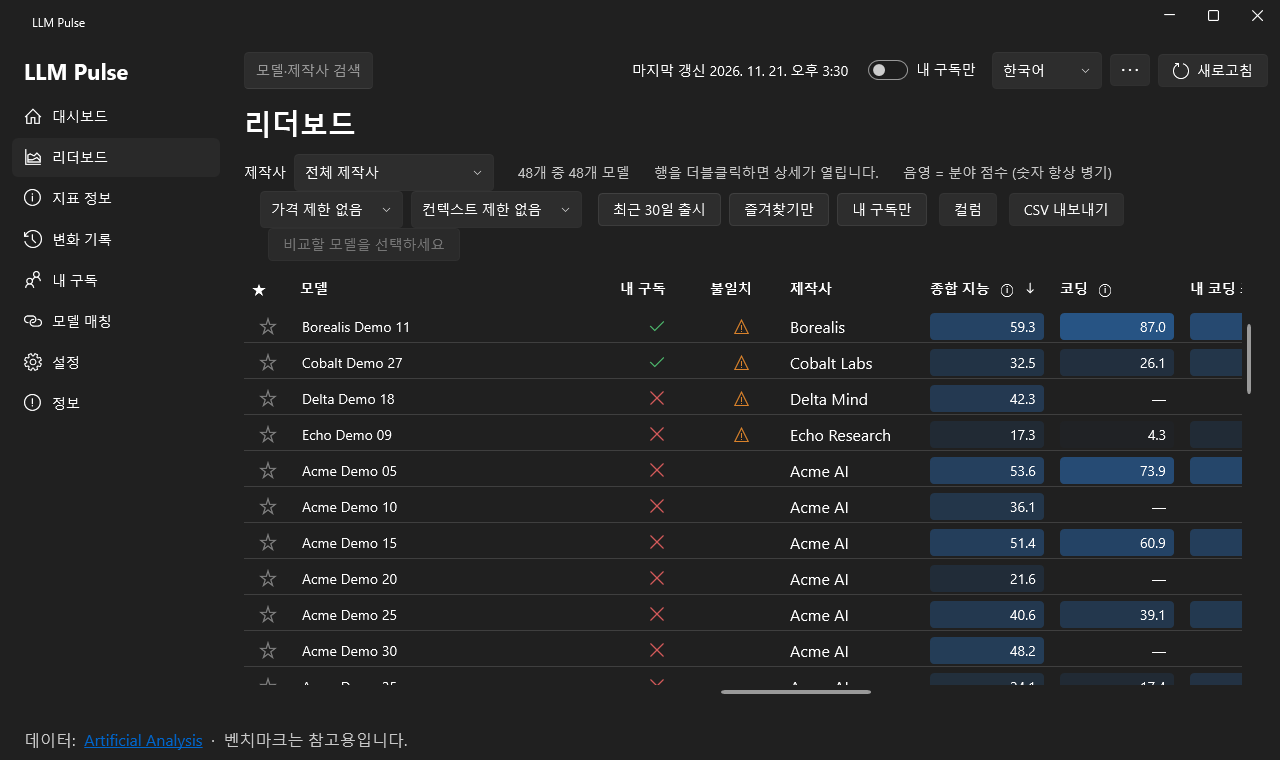 LLM Pulse
LLM Pulse
모델·제작사 검색
마지막 갱신 2026. 11. 21. 오후 3:30
내 구독만
한국어
새로고침
대시보드
리더보드
지표 정보
변화 기록
내 구독
모델 매칭
설정
정보
리더보드
제작사 전체 제작사 48개 중 48개 모델 행을 더블클릭하면 상세가 열립니다. 음영 = 분야 점수 (숫자 항상 병기)
가격 제한 없음 컨텍스트 제한 없음 최근 30일 출시 즐겨찾기만 내 구독만 컬럼 CSV 내보내기
비교할 모델을 선택하세요
★ 모델 내 구독 불일치 제작사 종합 지능 ↓ 코딩 내 코딩
Borealis Demo 11 Borealis 59.3 87.0
Cobalt Demo 27 Cobalt Labs 32.5 26.1
Delta Demo 18 Delta Mind 42.3 —
Echo Demo 09 Echo Research 17.3 4.3
Acme Demo 05 Acme AI 53.6 73.9
Acme Demo 10 Acme AI 36.1 —
Acme Demo 15 Acme AI 51.4 60.9
Acme Demo 20 Acme AI 21.6 —
Acme Demo 25 Acme AI 40.6 39.1
Acme Demo 30 Acme AI 48.2 —
데이터: Artificial Analysis · 벤치마크는 참고용입니다.